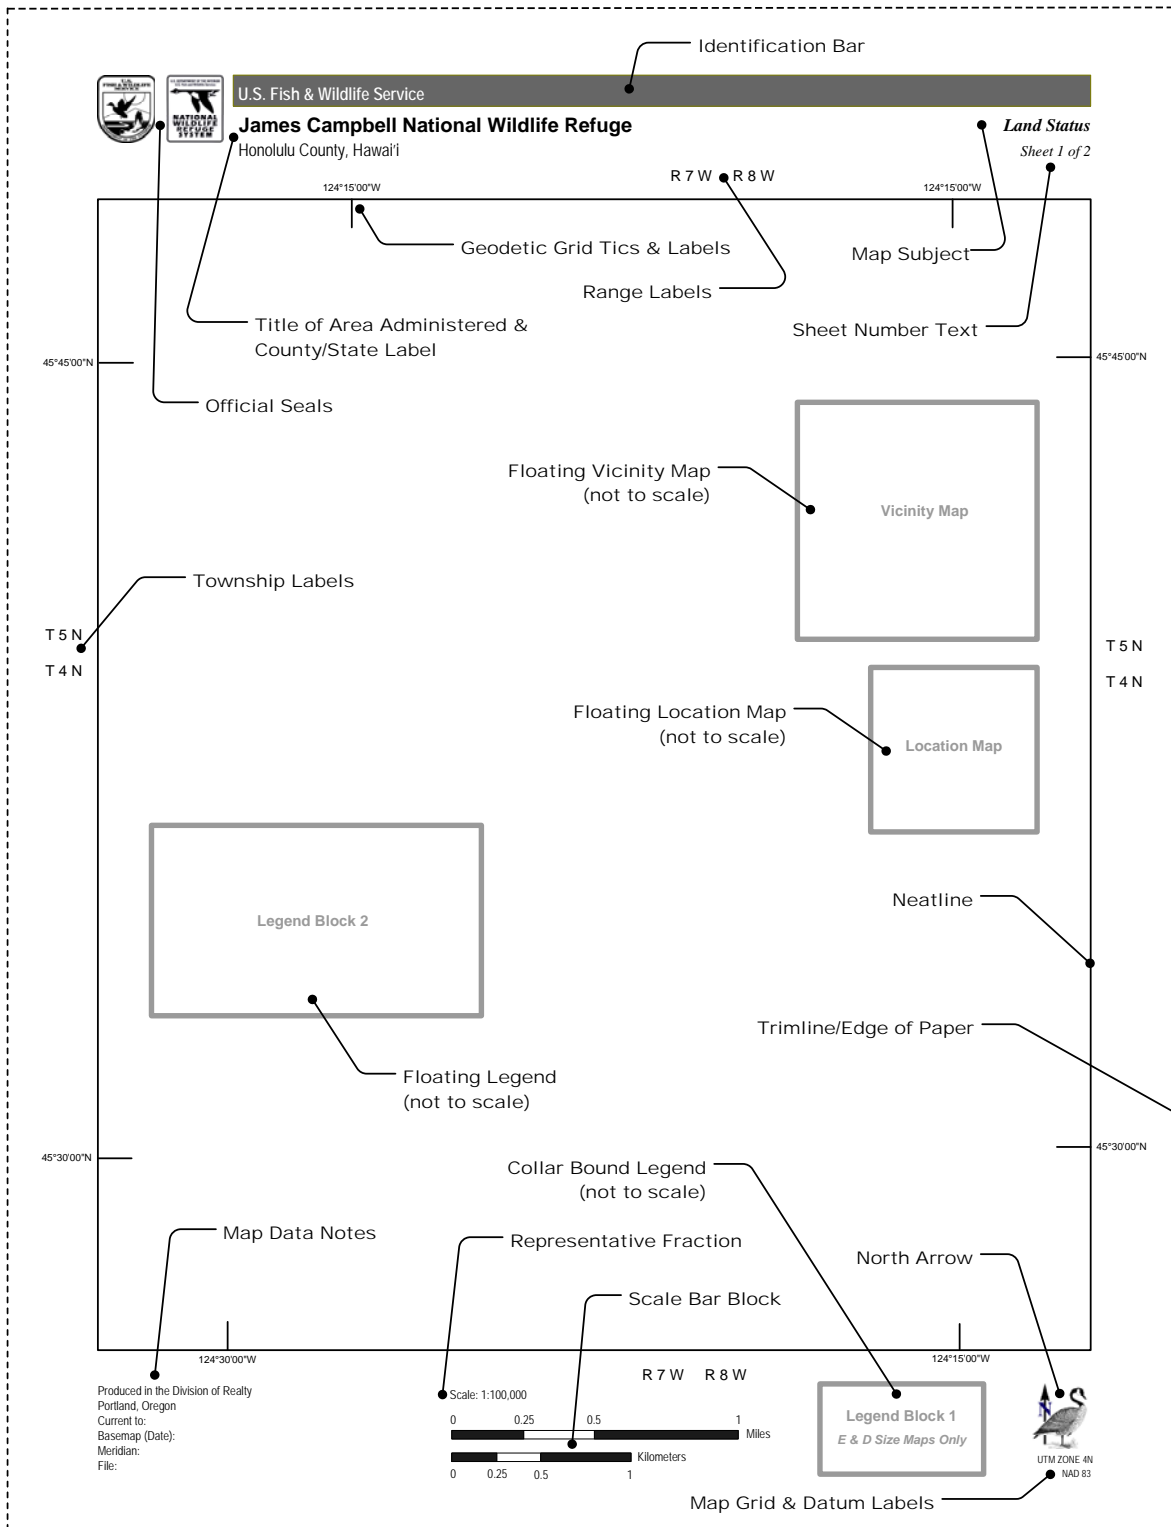 Identification Bar
U.S.
FISH & WILDLIFE
SERVICE
NATIONAL
WILDLIFE
REFUGE
SYSTEM
U.S. Fish & Wildlife Service
James Campbell National Wildlife Refuge
Honolulu County, Hawai'i
Land Status
Sheet 1 of 2
R 7 W R 8 W
124°15'00"W
124°15'00"W
Geodetic Grid Tics & Labels
Map Subject
Range Labels
Title of Area Administered &
County/State Label
Sheet Number Text
45°45'00"N
45°45'00"N
Official Seals
Floating Vicinity Map
(not to scale)
Vicinity Map
Township Labels
T 5 N
T 4 N
T 5 N
T 4 N
Floating Location Map
(not to scale)
Location Map
Neatline
Legend Block 2
Trimline/Edge of Paper
Floating Legend
(not to scale)
45°30'00"N
45°30'00"N
Collar Bound Legend
(not to scale)
Map Data Notes
Representative Fraction
North Arrow
Scale Bar Block
124°30'00"W
124°15'00"W
R 7 W R 8 W
Produced in the Division of Realty
Portland, Oregon
Current to:
Basemap (Date):
Meridian:
File:
Scale: 1:100,000
0 0.25 0.5 1
Miles
Kilometers
0 0.25 0.5 1
Legend Block 1
E & D Size Maps Only
N
UTM ZONE 4N
NAD 83
Map Grid & Datum Labels